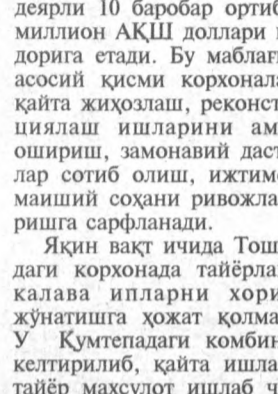 деярли 10 баробар ортиб
миллион АҚШ доллари
дорига етади. Бу маблағ
асосий қисми корхонала
қайта жиҳозлаш, реконст
циялаш ишларини ам
ошириш, замонавий даст
лар сотиб олиш, ижтим
маиший соҳани ривожла
ришга сарфланади.
Яқин вақт ичида Тош
даги корхонада тайёрла
калава ипларни хори
жўнатишга ҳожат қолма
У Қумтепадаги комбин
келтирилиб, қайта ишла
тайёр маҳсулот ишлаб ч